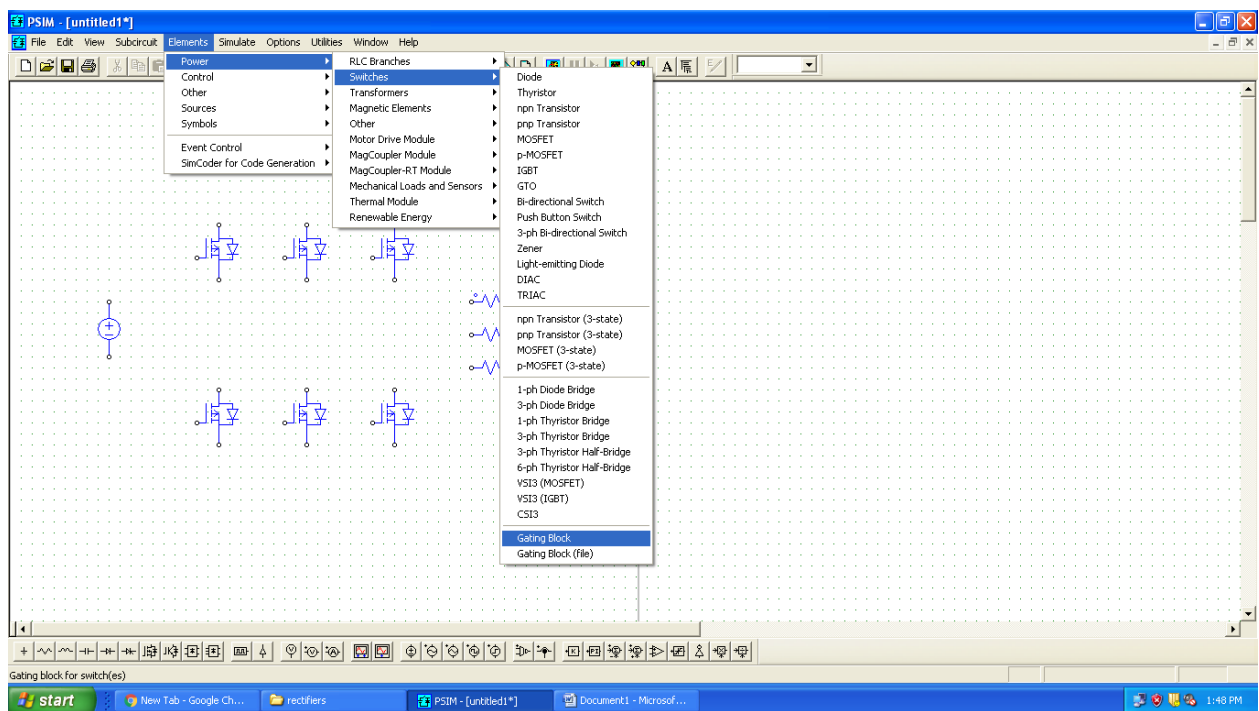 PSIM - [untitled1*]
File Edit View Subcircuit Elements Simulate Options Utilities Window Help
Power
Control
Other
Sources
Symbols
Event Control
SimCoder for Code Generation
RLC Branches
Switches
Transformers
Magnetic Elements
Other
Motor Drive Module
MagCoupler Module
MagCoupler-RT Module
Mechanical Loads and Sensors
Thermal Module
Renewable Energy
Diode
Thyristor
npn Transistor
pnp Transistor
MOSFET
p-MOSFET
IGBT
GTO
Bi-directional Switch
Push Button Switch
3-ph Bi-directional Switch
Zener
Light-emitting Diode
DIAC
TRIAC
npn Transistor (3-state)
pnp Transistor (3-state)
MOSFET (3-state)
p-MOSFET (3-state)
1-ph Diode Bridge
3-ph Diode Bridge
1-ph Thyristor Bridge
3-ph Thyristor Bridge
3-ph Thyristor Half-Bridge
6-ph Thyristor Half-Bridge
VSI3 (MOSFET)
VSI3 (IGBT)
CSI3
Gating Block
Gating Block (file)
Gating block for switch(es)
start New Tab - Google Ch... rectifiers PSIM - [untitled1*] Document1 - Microsof... 1:48 PM